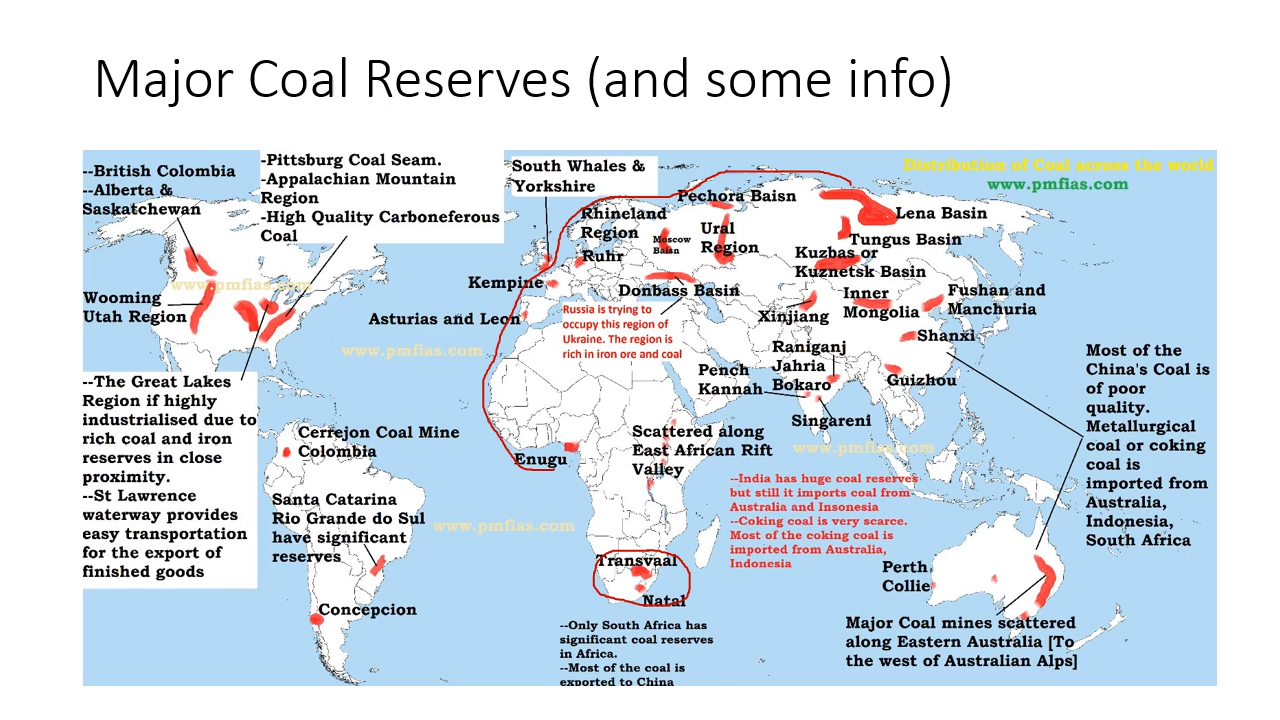 Major Coal Reserves (and some info)
--British Colombia
--Alberta &
Saskatchewan
-Pittsburg Coal Seam.
-Appalachian Mountain
Region
-High Quality Carboneferous
Coal
South Whales &
Yorkshire
Distribution of Coal across the world
www.pmfias.com
Pechora Baisn
Rhineland
Region
Moscow
Baisn
Ural
Region
Lena Basin
Tungus Basin
Ruhr
Kuzbas or
Kuznetsk Basin
www.pmfias.com
Kempine
Donbass Basin
Wooming
Utah Region
Inner
Mongolia
Fushan and
Manchuria
Asturias and Leon
Russia is trying to
occupy this region of
Ukraine. The region is
rich in iron ore and coal
Xinjiang
Shanxi
www.pmfias.com
Raniganj
Jahria
Bokaro
Pench
Kannah
Guizhou
Singareni
Most of the
China's Coal is
of poor
quality.
Metallurgical
coal or coking
coal is
imported from
Australia,
Indonesia,
South Africa
--The Great Lakes
Region if highly
industrialised due to
rich coal and iron
reserves in close
proximity.
--St Lawrence
waterway provides
easy transportation
for the export of
finished goods
Cerrejon Coal Mine
Colombia
Enugu
Scattered along
East African Rift
Valley
www.pmfias.com
--India has huge coal reserves
but still it imports coal from
Australia and Insonesia
--Coking coal is very scarce.
Most of the coking coal is
imported from Australia,
Indonesia
Santa Catarina
Rio Grande do Sul
have significant
reserves
www.pmfias.com
Transvaal
Natal
Perth
Collie
Concepcion
--Only South Africa has
significant coal reserves
in Africa.
--Most of the coal is
exported to China
Major Coal mines scattered
along Eastern Australia [To
the west of Australian Alps]